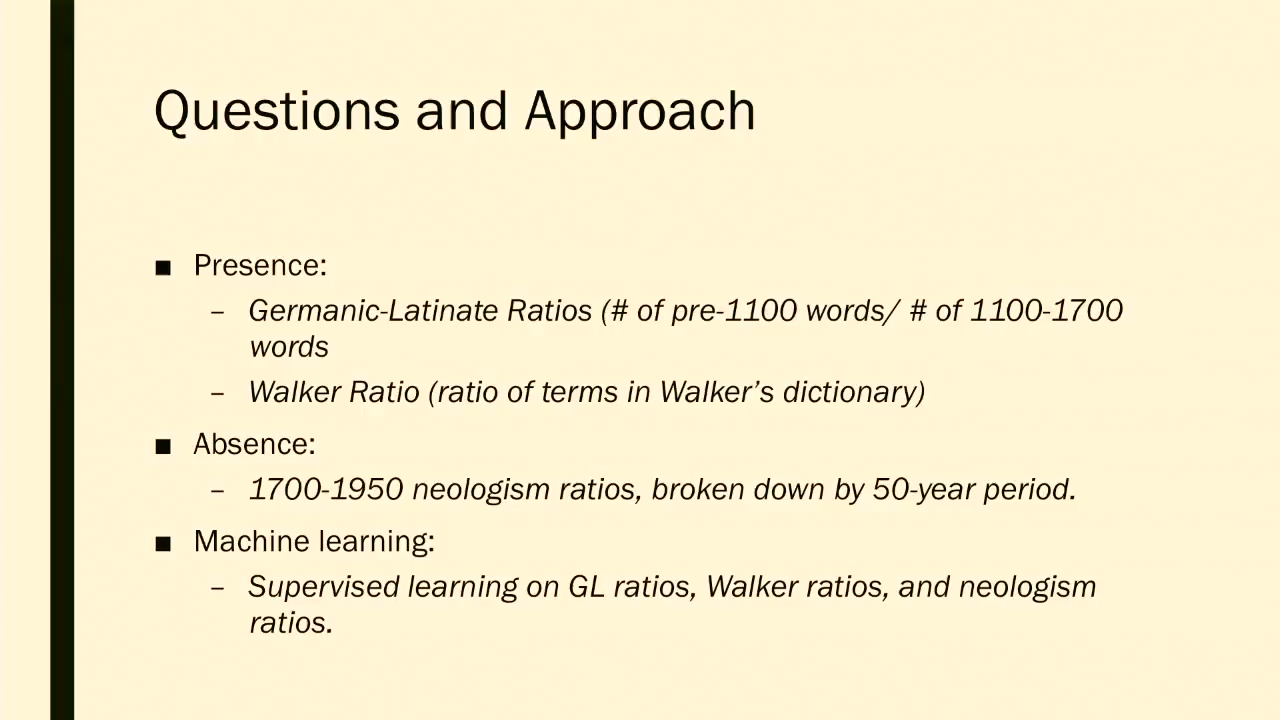 Questions and Approach
■ Presence:
– Germanic-Latinate Ratios (# of pre-1100 words/ # of 1100-1700
words
– Walker Ratio (ratio of terms in Walker’s dictionary)
■ Absence:
– 1700-1950 neologism ratios, broken down by 50-year period.
■ Machine learning:
– Supervised learning on GL ratios, Walker ratios, and neologism
ratios.